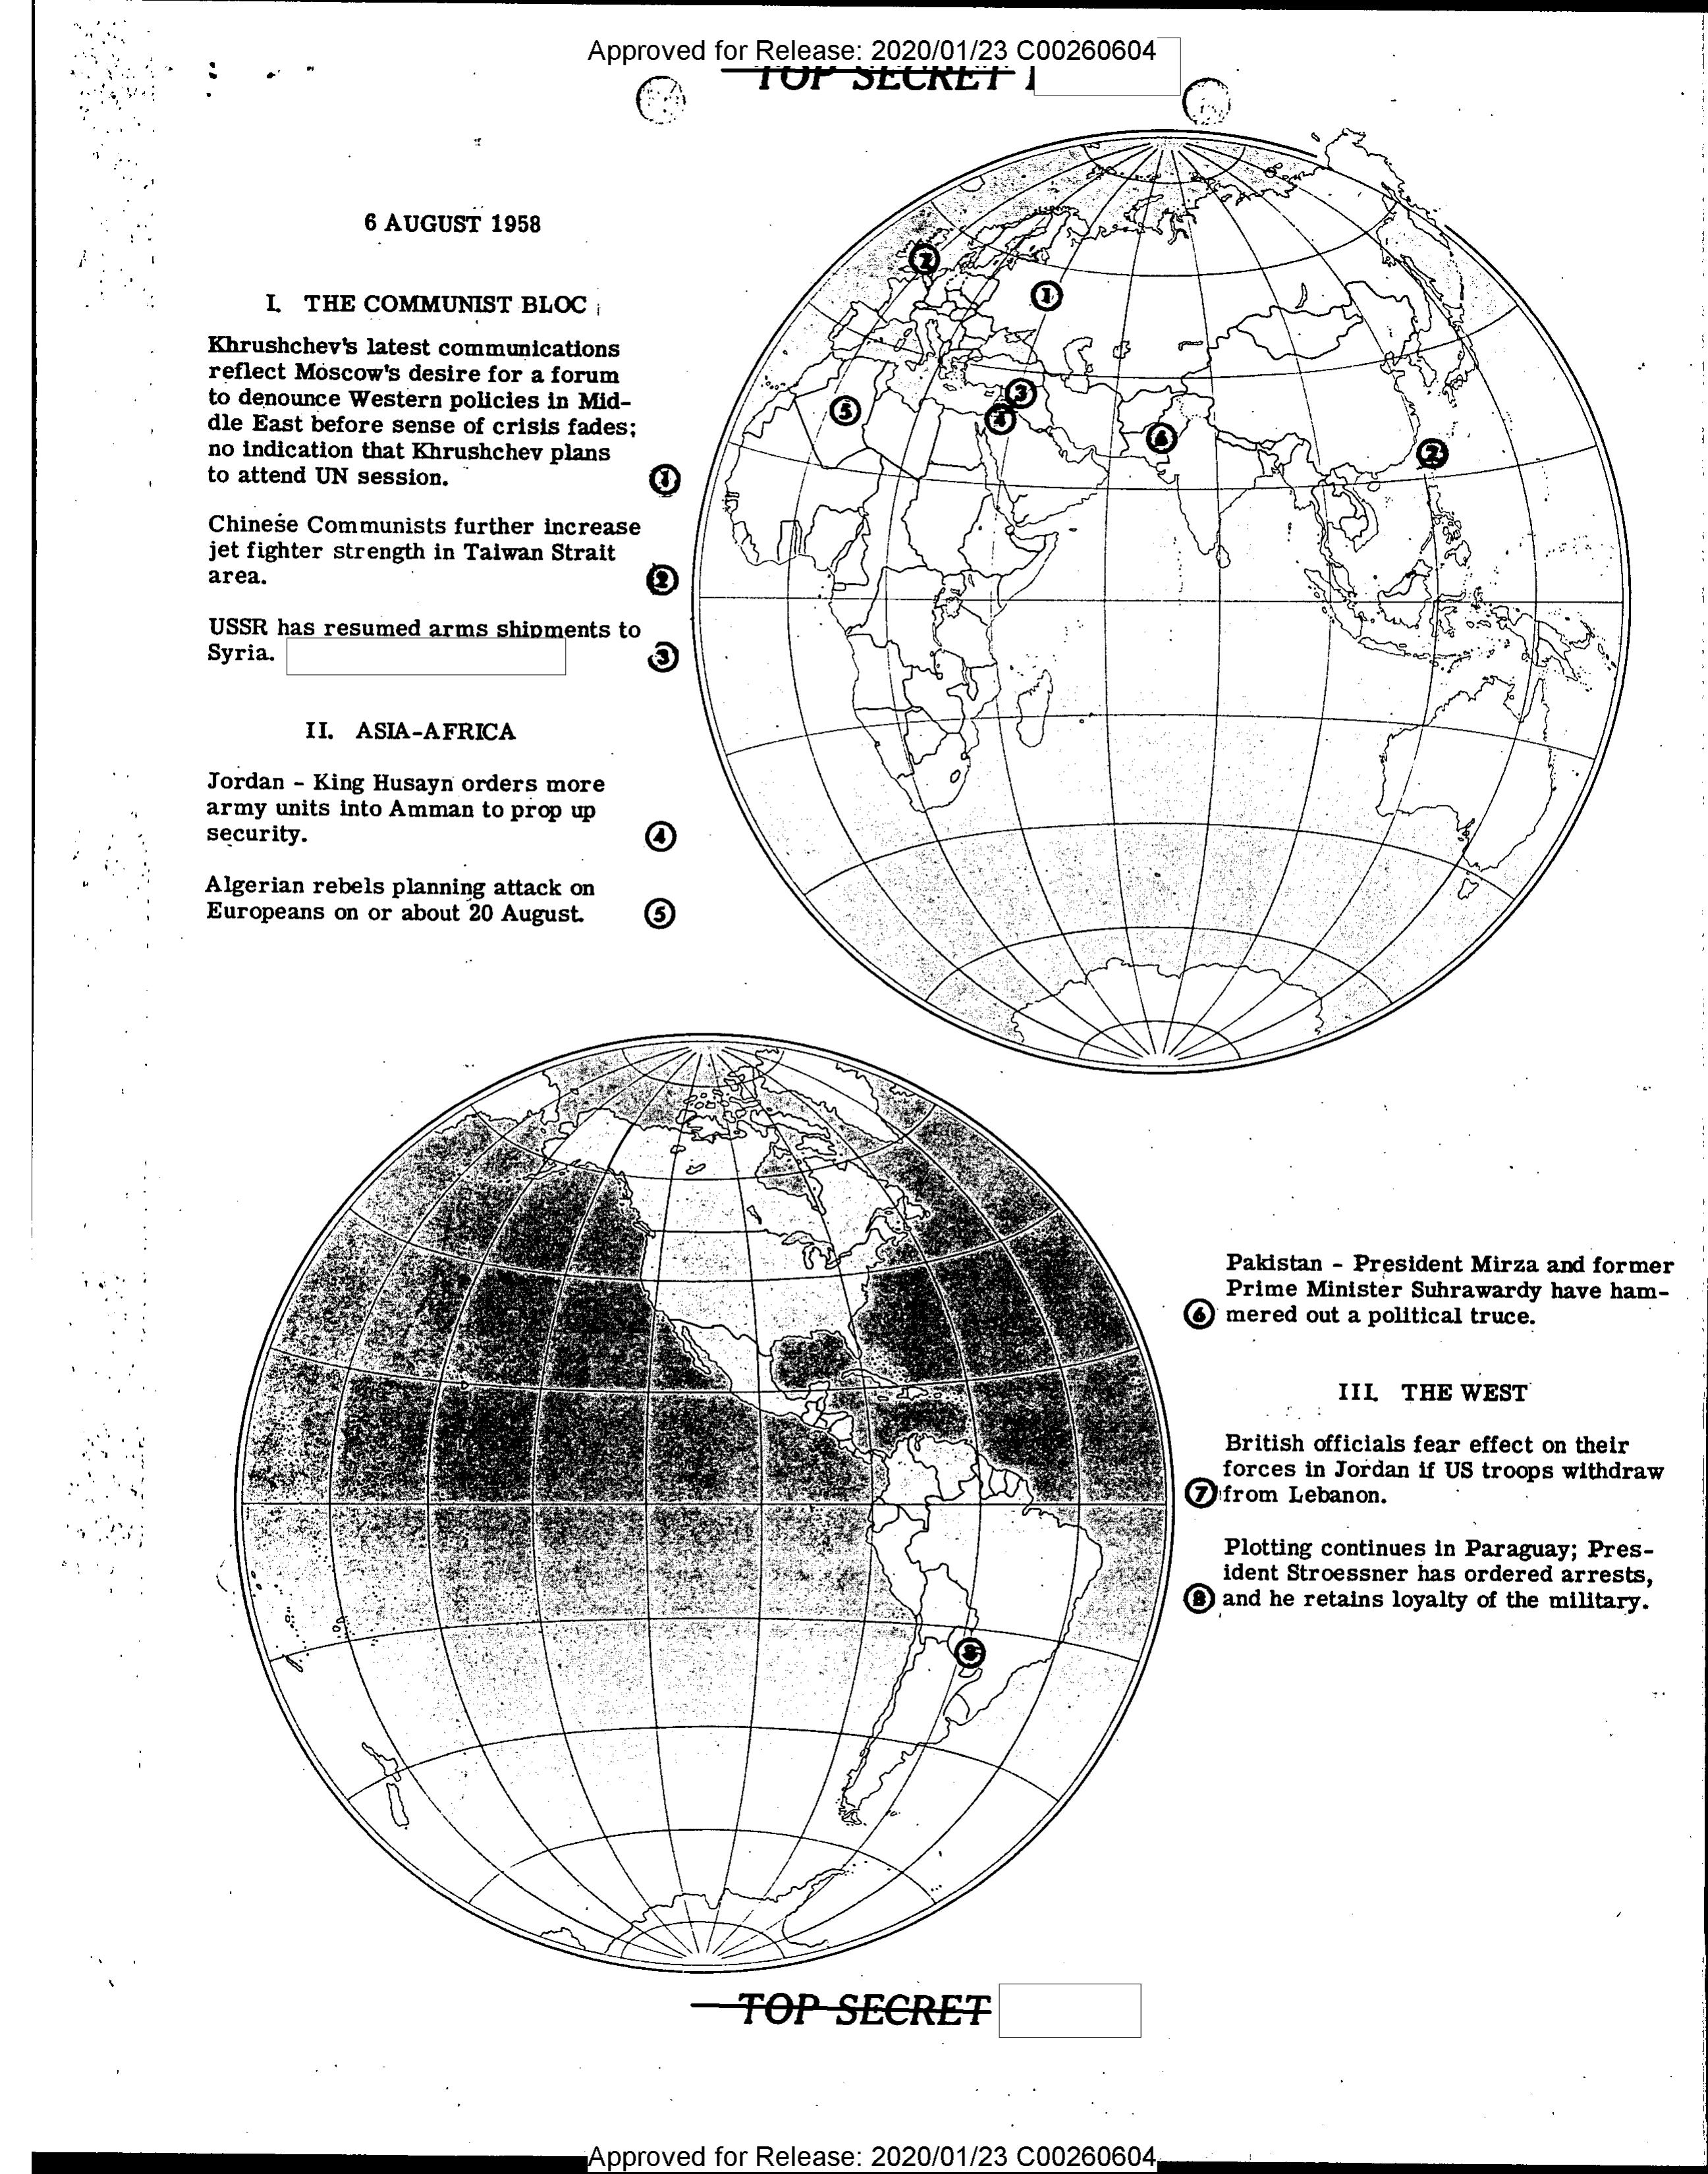 Approved for Release: 2020/01/23 C00260604
TOP SECRET
6 AUGUST 1958
I. THE COMMUNIST BLOC
Khrushchev's latest communications
reflect Moscow's desire for a forum
to denounce Western policies in Mid-
dle East before sense of crisis fades;
no indication that Khrushchev plans
to attend UN session.
1
Chinese Communists further increase
jet fighter strength in Taiwan Strait
area.
2
USSR has resumed arms shipments to
Syria.
3
II. ASIA-AFRICA
Jordan - King Husayn orders more
army units into Amman to prop up
security.
4
Algerian rebels planning attack on
Europeans on or about 20 August.
5
7
1
3
5
4
6
2
Pakistan - President Mirza and former
Prime Minister Suhrawardy have ham-
6 mered out a political truce.
III. THE WEST
British officials fear effect on their
forces in Jordan if US troops withdraw
7 from Lebanon.
Plotting continues in Paraguay; Pres-
ident Stroessner has ordered arrests,
8 and he retains loyalty of the military.
8
TOP SECRET
Approved for Release: 2020/01/23 C00260604